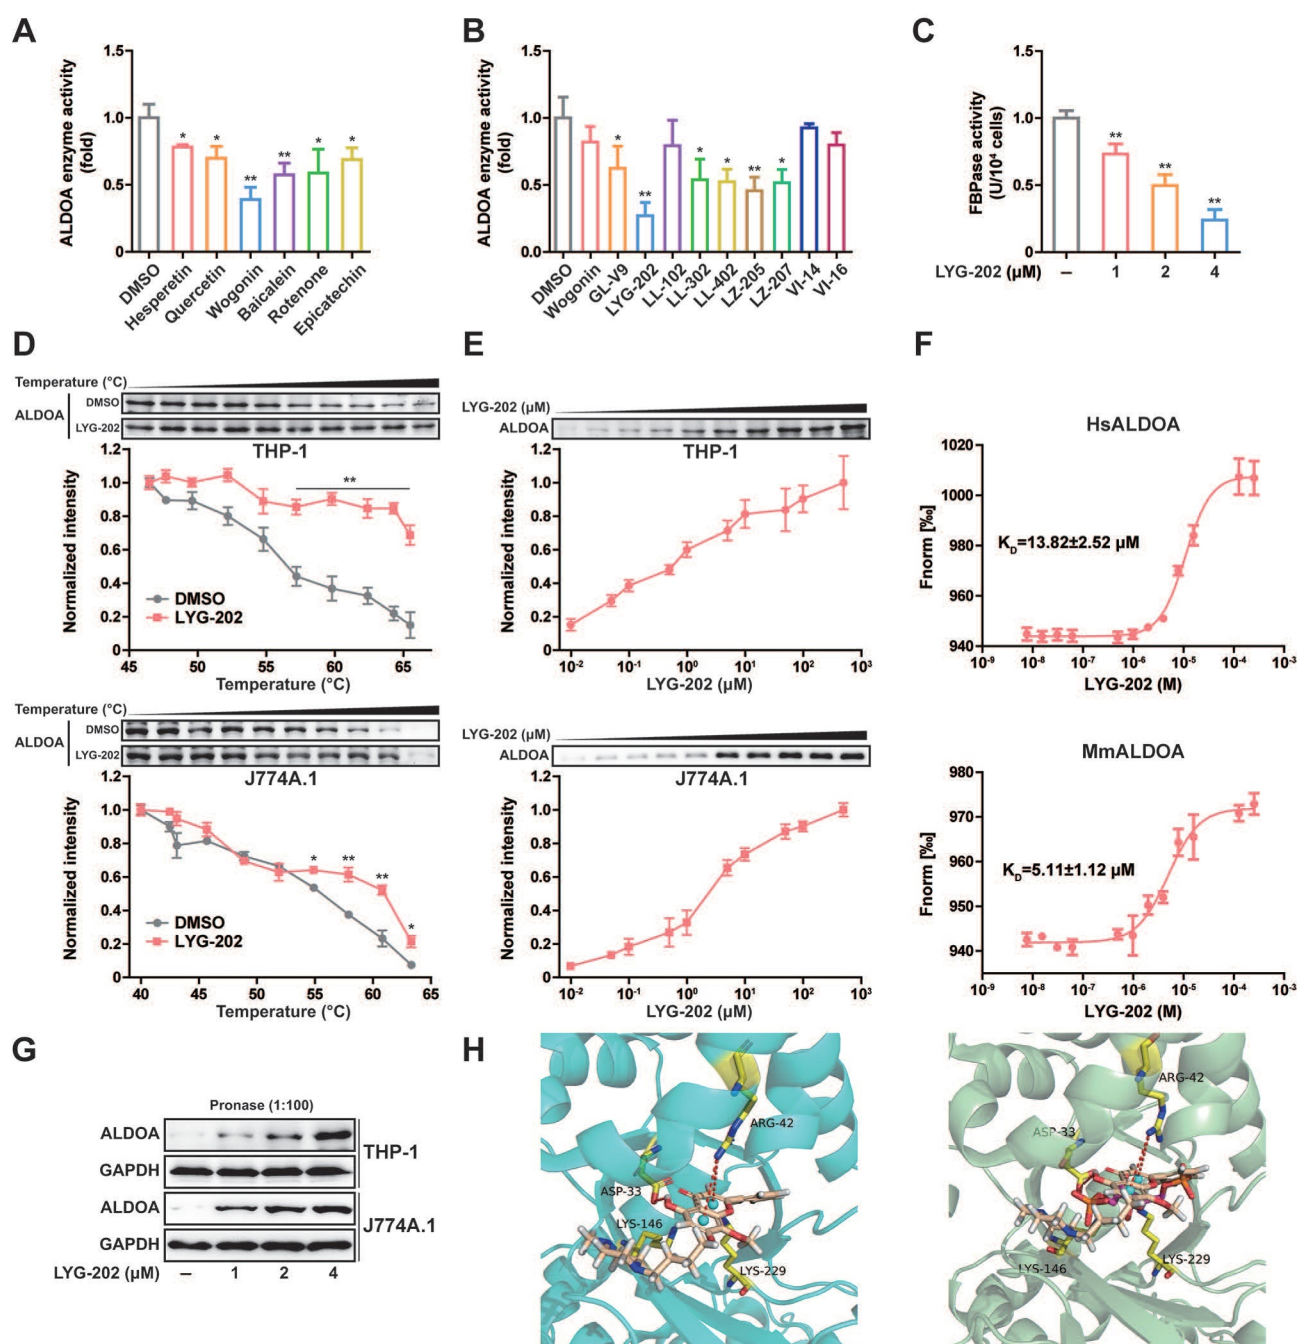 A
ALDOA enzyme activity
(fold)
1.5
1.0
0.5
0
*
*
**
**
*
*
DMSO
Hesperetin
Quercetin
Wogonin
Baicalein
Rotenone
Epicatechin
B
ALDOA enzyme activity
(fold)
1.5
1.0
0.5
0.0
*
**
*
*
**
*
DMSO
Wogonin
GL-V9
LYG-202
LL-102
LL-302
LL-402
LZ-205
LZ-207
VI-14
VI-16
C
FBPase activity
(U/10⁴ cells)
1.5
1.0
0.5
0
**
**
**
LYG-202 (μM) – 1 2 4
D
Temperature (°C)
ALDOA
DMSO
LYG-202
THP-1
Normalized intensity
1.2
1.0
0.8
0.6
0.4
0.2
0
**
DMSO
LYG-202
45 50 55 60 65
Temperature (°C)
Temperature (°C)
ALDOA
DMSO
LYG-202
J774A.1
Normalized intensity
1.2
1.0
0.8
0.6
0.4
0.2
0
*
**
**
*
DMSO
LYG-202
40 45 50 55 60 65
Temperature (°C)
E
LYG-202 (μM)
ALDOA
THP-1
Normalized intensity
1.2
1.0
0.8
0.6
0.4
0.2
0
10⁻² 10⁻¹ 10⁰ 10¹ 10² 10³
LYG-202 (μM)
LYG-202 (μM)
ALDOA
J774A.1
Normalized intensity
1.2
1.0
0.8
0.6
0.4
0.2
0
10⁻² 10⁻¹ 10⁰ 10¹ 10² 10³
LYG-202 (μM)
F
HsALDOA
Fnorm [‰]
1020
1000
980
960
940
K_D=13.82±2.52 μM
10⁻⁹ 10⁻⁸ 10⁻⁷ 10⁻⁶ 10⁻⁵ 10⁻⁴ 10⁻³
LYG-202 (M)
MmALDOA
Fnorm [‰]
980
970
960
950
940
K_D=5.11±1.12 μM
10⁻⁹ 10⁻⁸ 10⁻⁷ 10⁻⁶ 10⁻⁵ 10⁻⁴ 10⁻³
LYG-202 (M)
G
Pronase (1:100)
ALDOA
GAPDH
THP-1
ALDOA
GAPDH
J774A.1
LYG-202 (μM) – 1 2 4
H
ARG-42
ASP-33
LYS-146
LYS-229
ARG-42
ASP-33
LYS-229
LYS-146